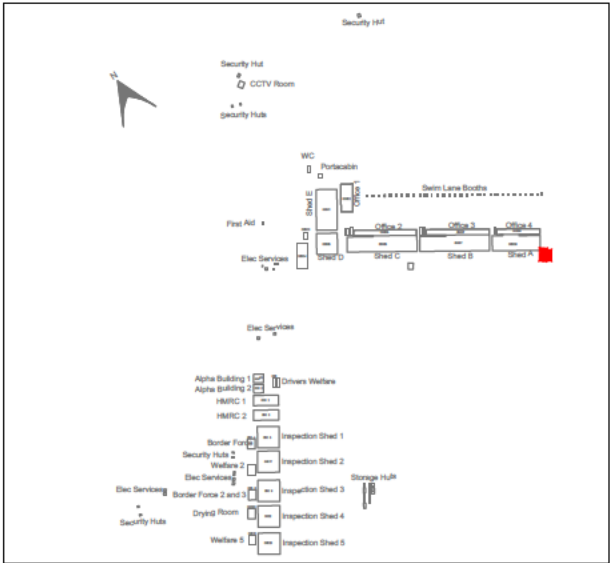 Security Hut
Security Hut
CCTV Room
Security Huts
N
WC
Portacabin
Office 1
Shed E
Swim Lane Booths
First Aid
Office 2
Office 3
Office 4
Elec Services
Shed D
Shed C
Shed B
Shed A
Elec Services
Alpha Building 1
Drivers Welfare
Alpha Building 2
HMRC 1
HMRC 2
Border Force
Inspection Shed 1
Security Huts
Inspection Shed 2
Welfare 2
Elec Services
Storage Huts
Elec Services
Border Force 2 and 3
Inspection Shed 3
Drying Room
Inspection Shed 4
Security Huts
Welfare 5
Inspection Shed 5